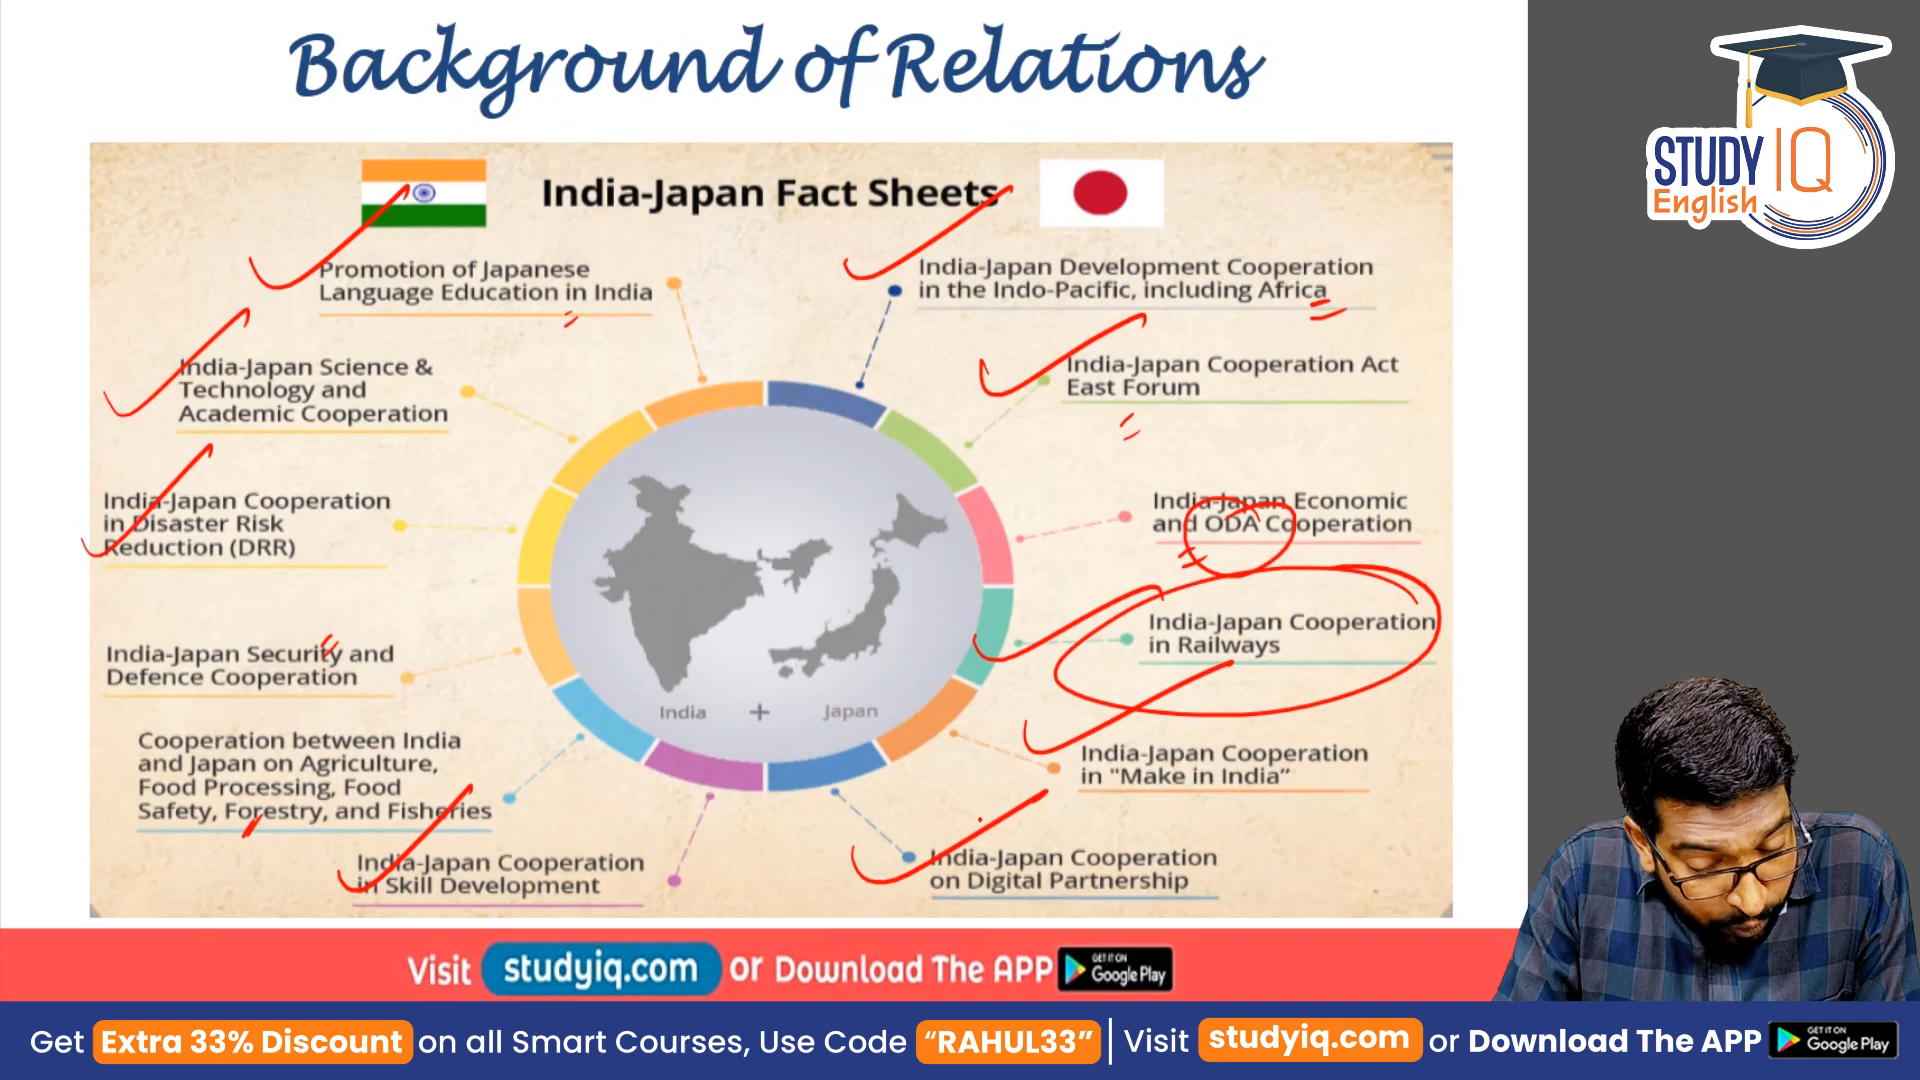 Background of Relations
STUDY IQ
English
India-Japan Fact Sheets
Promotion of Japanese
Language Education in India
India-Japan Development Cooperation
in the Indo-Pacific, including Africa
India-Japan Science &
Technology and
Academic Cooperation
India-Japan Cooperation Act
East Forum
India-Japan Cooperation
in Disaster Risk
Reduction (DRR)
India-Japan Economic
and ODA Cooperation
India-Japan Security and
Defence Cooperation
India-Japan Cooperation
in Railways
India + Japan
Cooperation between India
and Japan on Agriculture,
Food Processing, Food
Safety, Forestry, and Fisheries
India-Japan Cooperation
in "Make in India”
India-Japan Cooperation
in Skill Development
India-Japan Cooperation
on Digital Partnership
Visit studyiq.com or Download The APP GET IT ON Google Play
Get Extra 33% Discount on all Smart Courses, Use Code “RAHUL33” | Visit studyiq.com or Download The APP GET IT ON Google Play